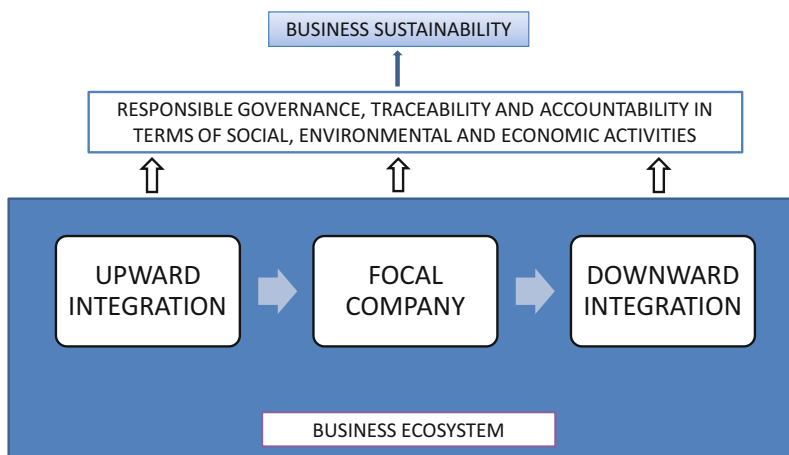 BUSINESS SUSTAINABILITY
RESPONSIBLE GOVERNANCE, TRACEABILITY AND ACCOUNTABILITY IN
TERMS OF SOCIAL, ENVIRONMENTAL AND ECONOMIC ACTIVITIES
UPWARD
INTEGRATION
FOCAL
COMPANY
DOWNWARD
INTEGRATION
BUSINESS ECOSYSTEM